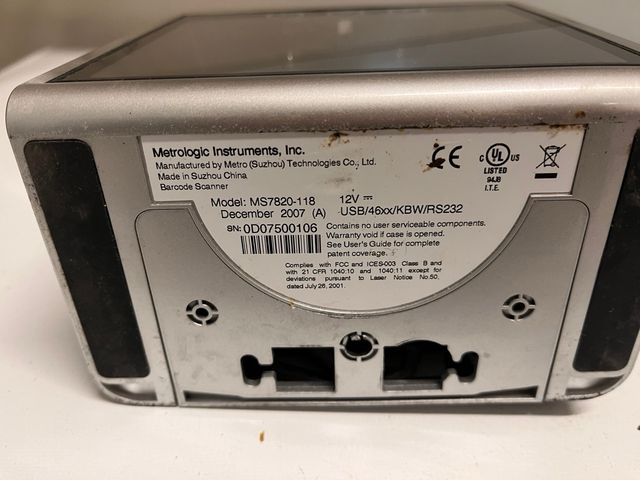 Metrologic Instruments, Inc.
Manufactured by Metro (Suzhou) Technologies Co., Ltd.
Made in Suzhou China
Barcode Scanner
Model: MS7820-118 12V
December 2007 (A) USB/46xx/KBW/RS232
SN: 0D07500106
Contains no user serviceable components.
Warranty void if case is opened.
See User's Guide for complete
patent coverage.
Complies with FCC and ICES-003 Class B and
with 21 CFR 1040:10 and 1040:11 except for
deviations pursuant to Laser Notice No.50,
dated July 26, 2001.
CE
C UL US
LISTED
94J8
I.T.E.